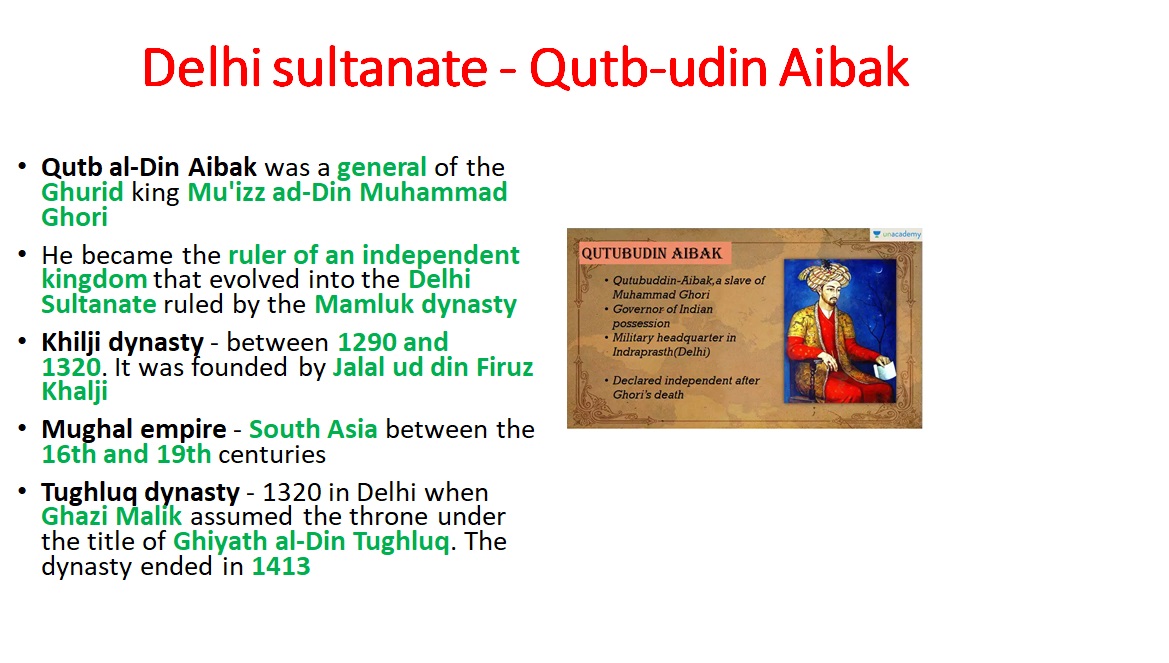 Delhi sultanate - Qutb-udin Aibak
• Qutb al-Din Aibak was a general of the
Ghurid king Mu'izz ad-Din Muhammad
Ghori
• He became the ruler of an independent
kingdom that evolved into the Delhi
Sultanate ruled by the Mamluk dynasty
• Khilji dynasty - between 1290 and
1320. It was founded by Jalal ud din Firuz
Khalji
• Mughal empire - South Asia between the
16th and 19th centuries
• Tughluq dynasty - 1320 in Delhi when
Ghazi Malik assumed the throne under
the title of Ghiyath al-Din Tughluq. The
dynasty ended in 1413
unacademy
QUTUBUDIN AIBAK
• Qutubuddin-Aibak,a slave of
Muhammad Ghori
• Governor of Indian
possession
• Military headquarter in
Indraprasth(Delhi)
• Declared independent after
Ghori's death